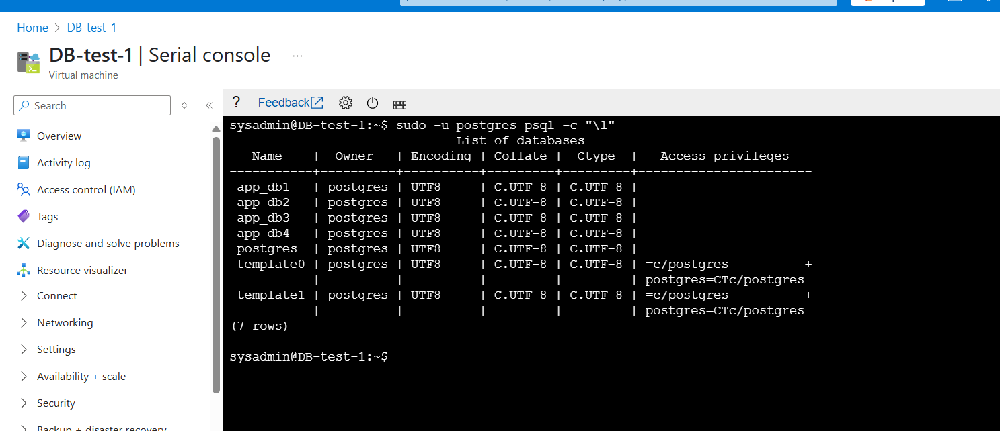 Home > DB-test-1
DB-test-1 | Serial console ...
Virtual machine
Search
Overview
Activity log
Access control (IAM)
Tags
Diagnose and solve problems
Resource visualizer
Connect
Networking
Settings
Availability + scale
Security
Backup + disaster recovery
? Feedback
sysadmin@DB-test-1:~$ sudo -u postgres psql -c "\l"
                              List of databases
   Name    |  Owner   | Encoding | Collate |  Ctype  |   Access privileges
-----------+----------+----------+---------+---------+-----------------------
 app_db1   | postgres | UTF8     | C.UTF-8 | C.UTF-8 |
 app_db2   | postgres | UTF8     | C.UTF-8 | C.UTF-8 |
 app_db3   | postgres | UTF8     | C.UTF-8 | C.UTF-8 |
 app_db4   | postgres | UTF8     | C.UTF-8 | C.UTF-8 |
 postgres  | postgres | UTF8     | C.UTF-8 | C.UTF-8 |
 template0 | postgres | UTF8     | C.UTF-8 | C.UTF-8 | =c/postgres          +
           |          |          |         |         | postgres=CTc/postgres
 template1 | postgres | UTF8     | C.UTF-8 | C.UTF-8 | =c/postgres          +
           |          |          |         |         | postgres=CTc/postgres
(7 rows)
sysadmin@DB-test-1:~$